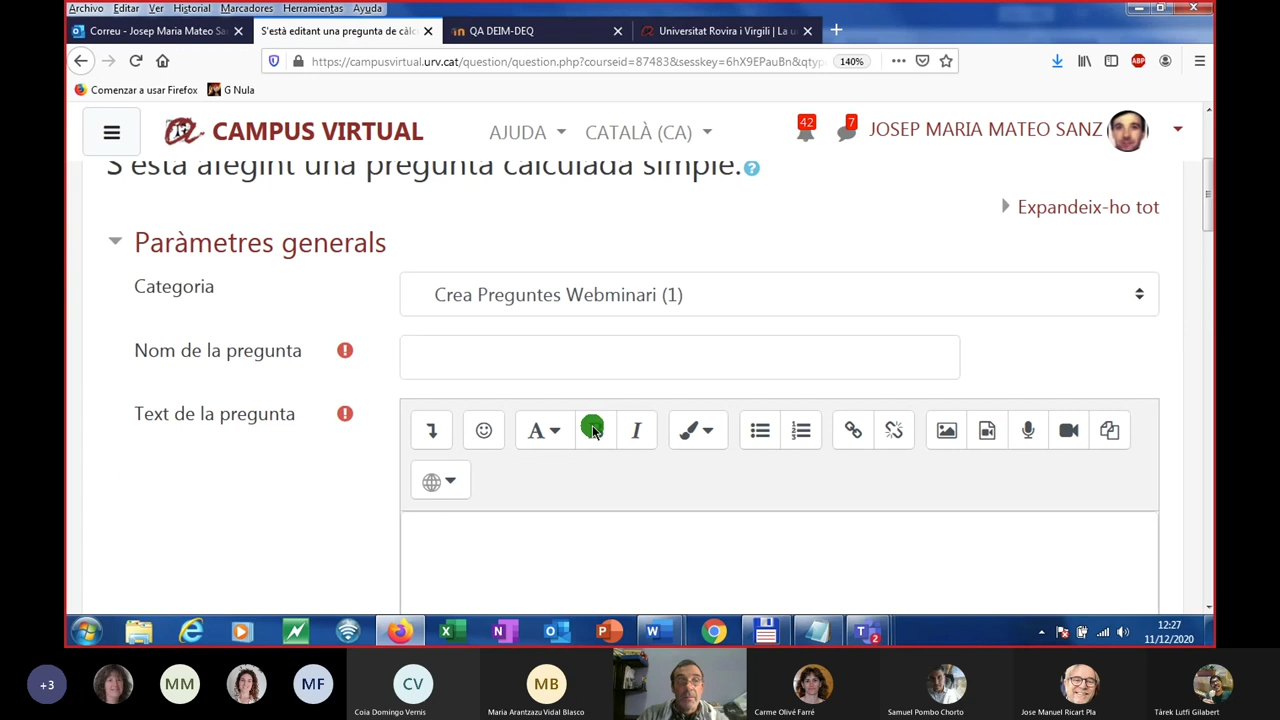 Archivo Editar Ver Historial Marcadores Herramientas Ayuda
Correu - Josep Maria Mateo Sa
S'està editant una pregunta de càlc
QA DEIM-DEQ
Universitat Rovira i Virgili | La u
https://campusvirtual.urv.cat/question/question.php?courseid=87483&sesskey=6hX9EPauBn&qtyp
140%
ABP
Comenzar a usar Firefox
G Nula
CAMPUS VIRTUAL
AJUDA
CATALÀ (CA)
42
7
JOSEP MARIA MATEO SANZ
S'està afegint una pregunta calculada simple.
Expandeix-ho tot
Paràmetres generals
Categoria
Crea Preguntes Webminari (1)
Nom de la pregunta
Text de la pregunta
12:27
11/12/2020
+3
MM
MF
CV
Coia Domingo Vernis
MB
Maria Arantzazu Vidal Blasco
Carme Olivé Farré
Samuel Pombo Chorto
Jose Manuel Ricart Pla
Tárek Lutfi Gilabert